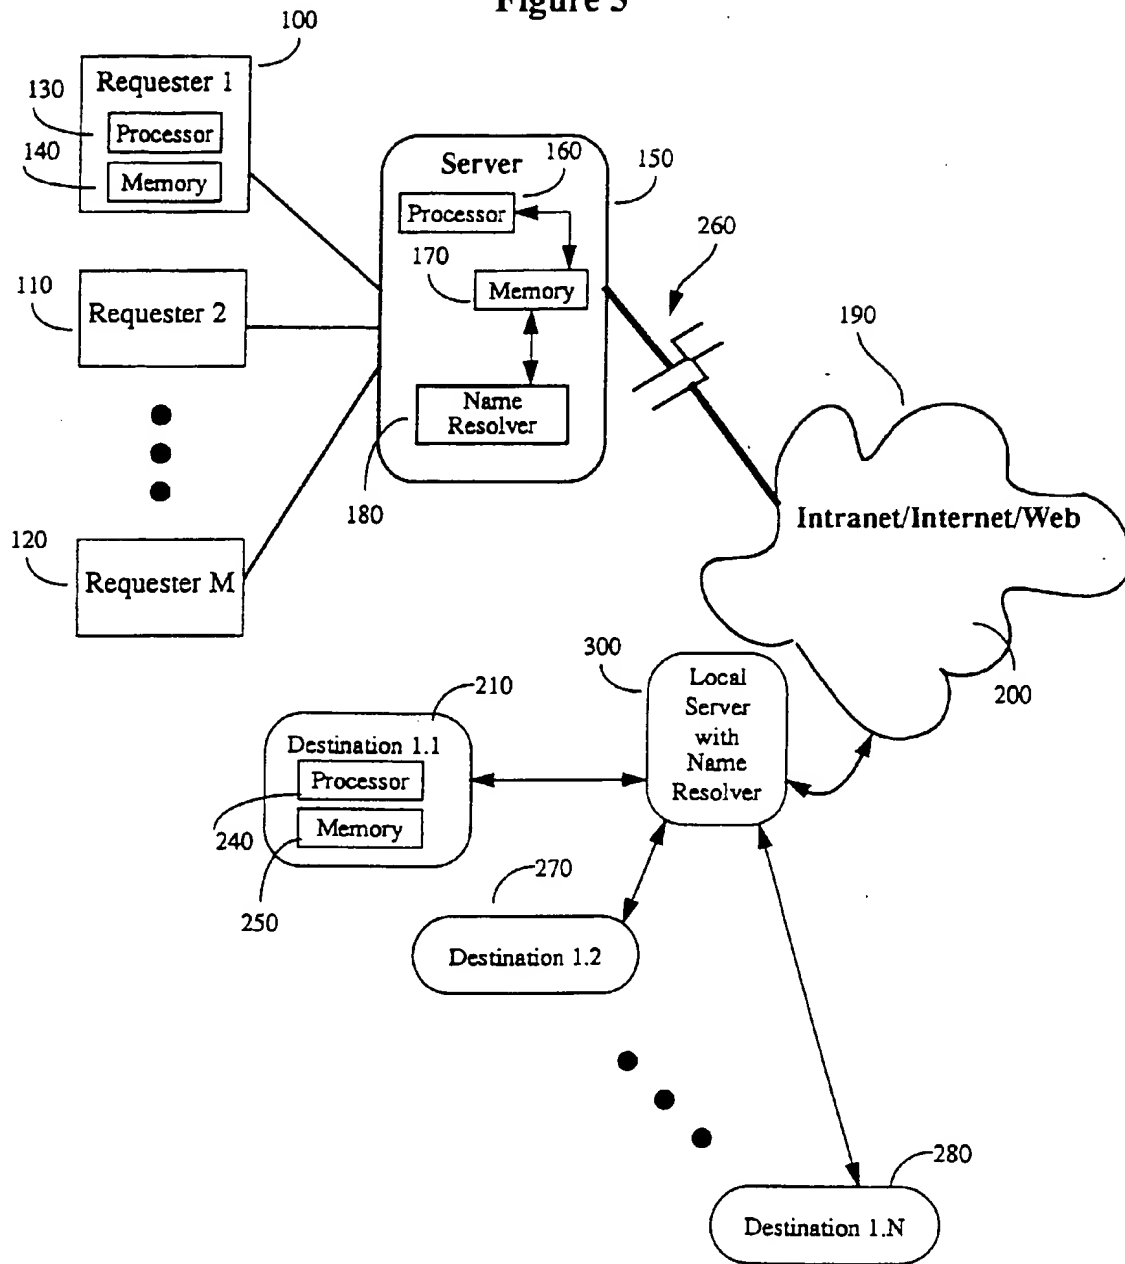 Figure 3
100
Requester 1
130
Processor
140
Memory
Server
160
150
Processor
170
Memory
260
110
Requester 2
190
Name
Resolver
180
Intranet/Internet/Web
120
Requester M
200
300
Local
Server
with
Name
Resolver
210
Destination 1.1
Processor
240
Memory
250
270
Destination 1.2
280
Destination 1.N